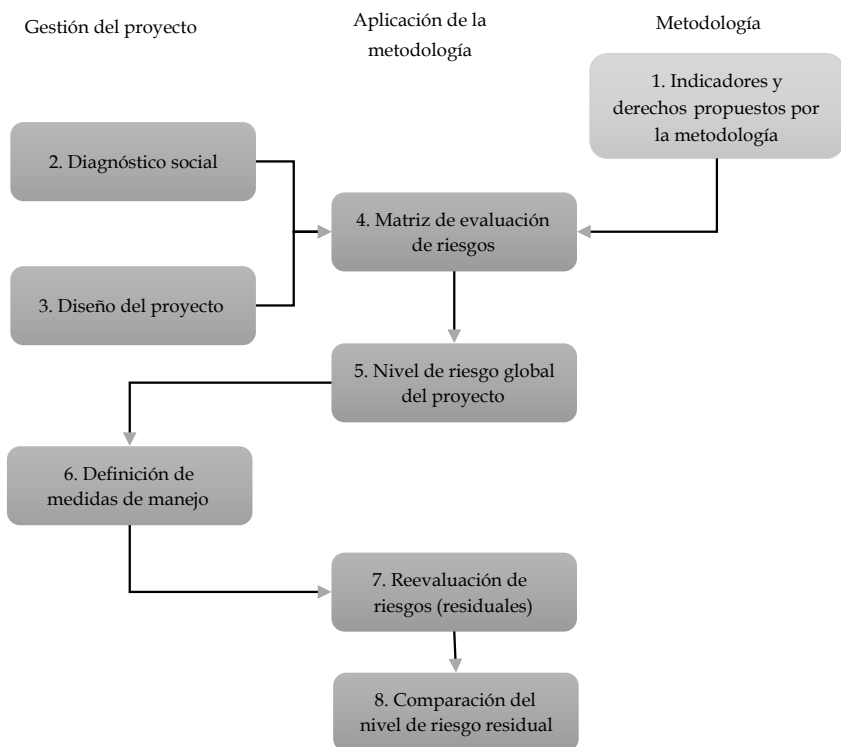 Gestión del proyecto
Aplicación de la
metodología
Metodología
1. Indicadores y
derechos propuestos por
la metodología
2. Diagnóstico social
3. Diseño del proyecto
4. Matriz de evaluación
de riesgos
5. Nivel de riesgo global
del proyecto
6. Definición de
medidas de manejo
7. Reevaluación de
riesgos (residuales)
8. Comparación del
nivel de riesgo residual